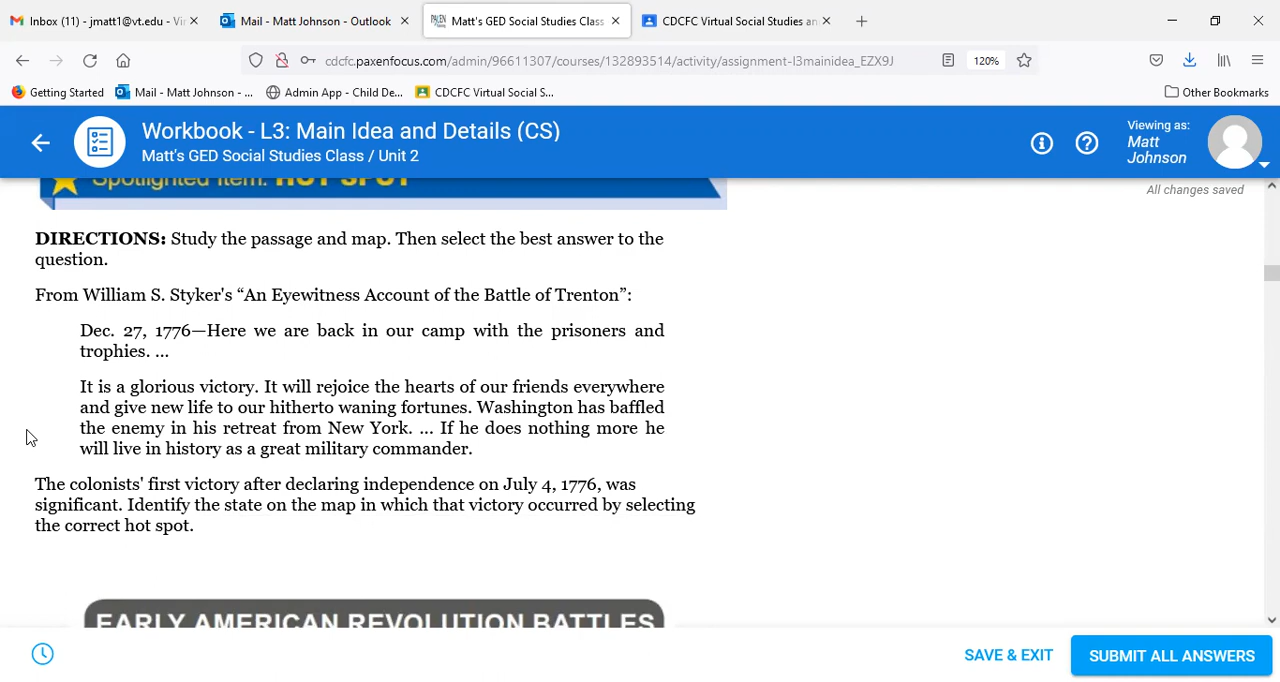 Inbox (11) - jmatt1@vt.edu - Vir
Mail - Matt Johnson - Outlook
PAXEN
Matt's GED Social Studies Class
CDCFC Virtual Social Studies an
cdcfc.paxenfocus.com/admin/96611307/courses/132893514/activity/assignment-l3mainidea_EZX9J
120%
Getting Started
Mail - Matt Johnson - ...
Admin App - Child De...
CDCFC Virtual Social S...
Other Bookmarks
Workbook - L3: Main Idea and Details (CS)
Matt's GED Social Studies Class / Unit 2
Viewing as:
Matt
Johnson
All changes saved
Spotlighted Item: HOT SPOT
DIRECTIONS: Study the passage and map. Then select the best answer to the
question.
From William S. Styker's “An Eyewitness Account of the Battle of Trenton”:
Dec. 27, 1776—Here we are back in our camp with the prisoners and
trophies. ...
It is a glorious victory. It will rejoice the hearts of our friends everywhere
and give new life to our hitherto waning fortunes. Washington has baffled
the enemy in his retreat from New York. ... If he does nothing more he
will live in history as a great military commander.
The colonists' first victory after declaring independence on July 4, 1776, was
significant. Identify the state on the map in which that victory occurred by selecting
the correct hot spot.
EARLY AMERICAN REVOLUTION BATTLES
SAVE & EXIT
SUBMIT ALL ANSWERS